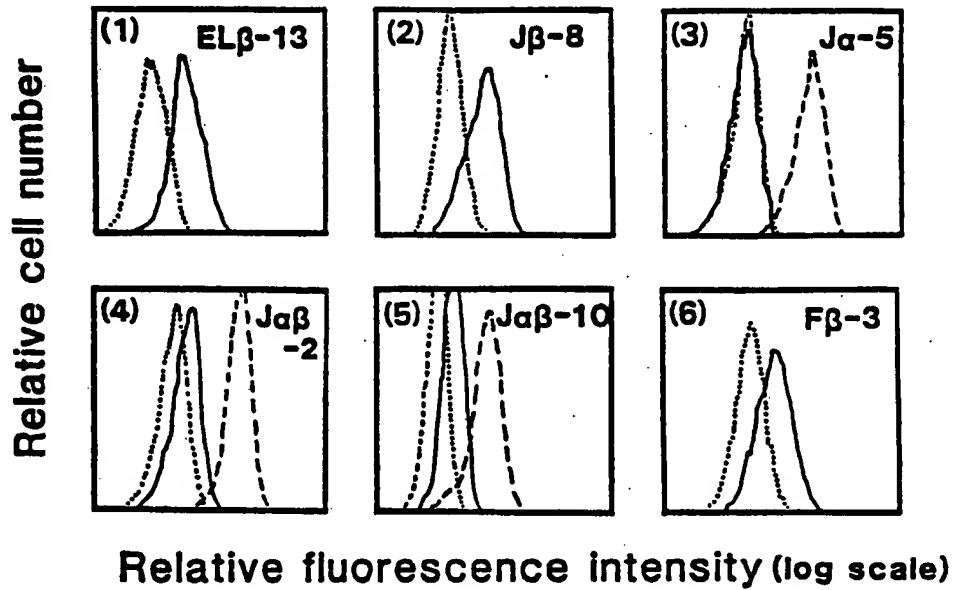 Relative cell number
(1) ELβ-13
(2) Jβ-8
(3) Jα-5
(4) Jαβ
-2
(5) Jαβ-10
(6) Fβ-3
Relative fluorescence intensity (log scale)